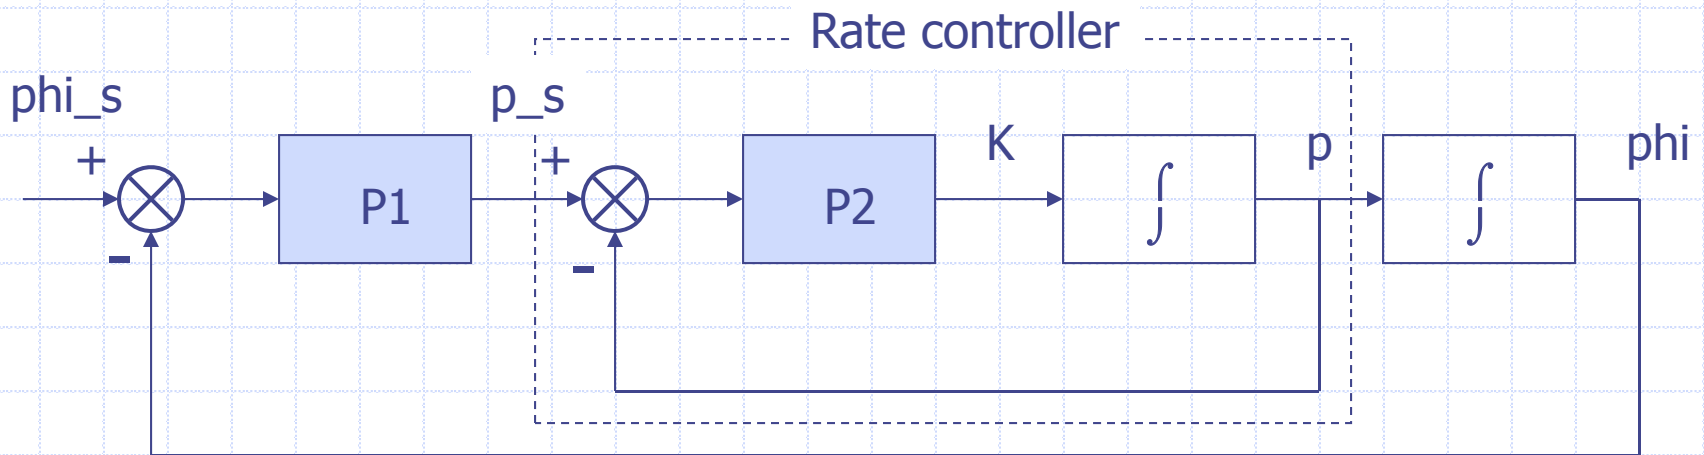 Rate controller
phi_s
p_s
K
p
phi
+
+
P1
P2
∫
∫
-
-